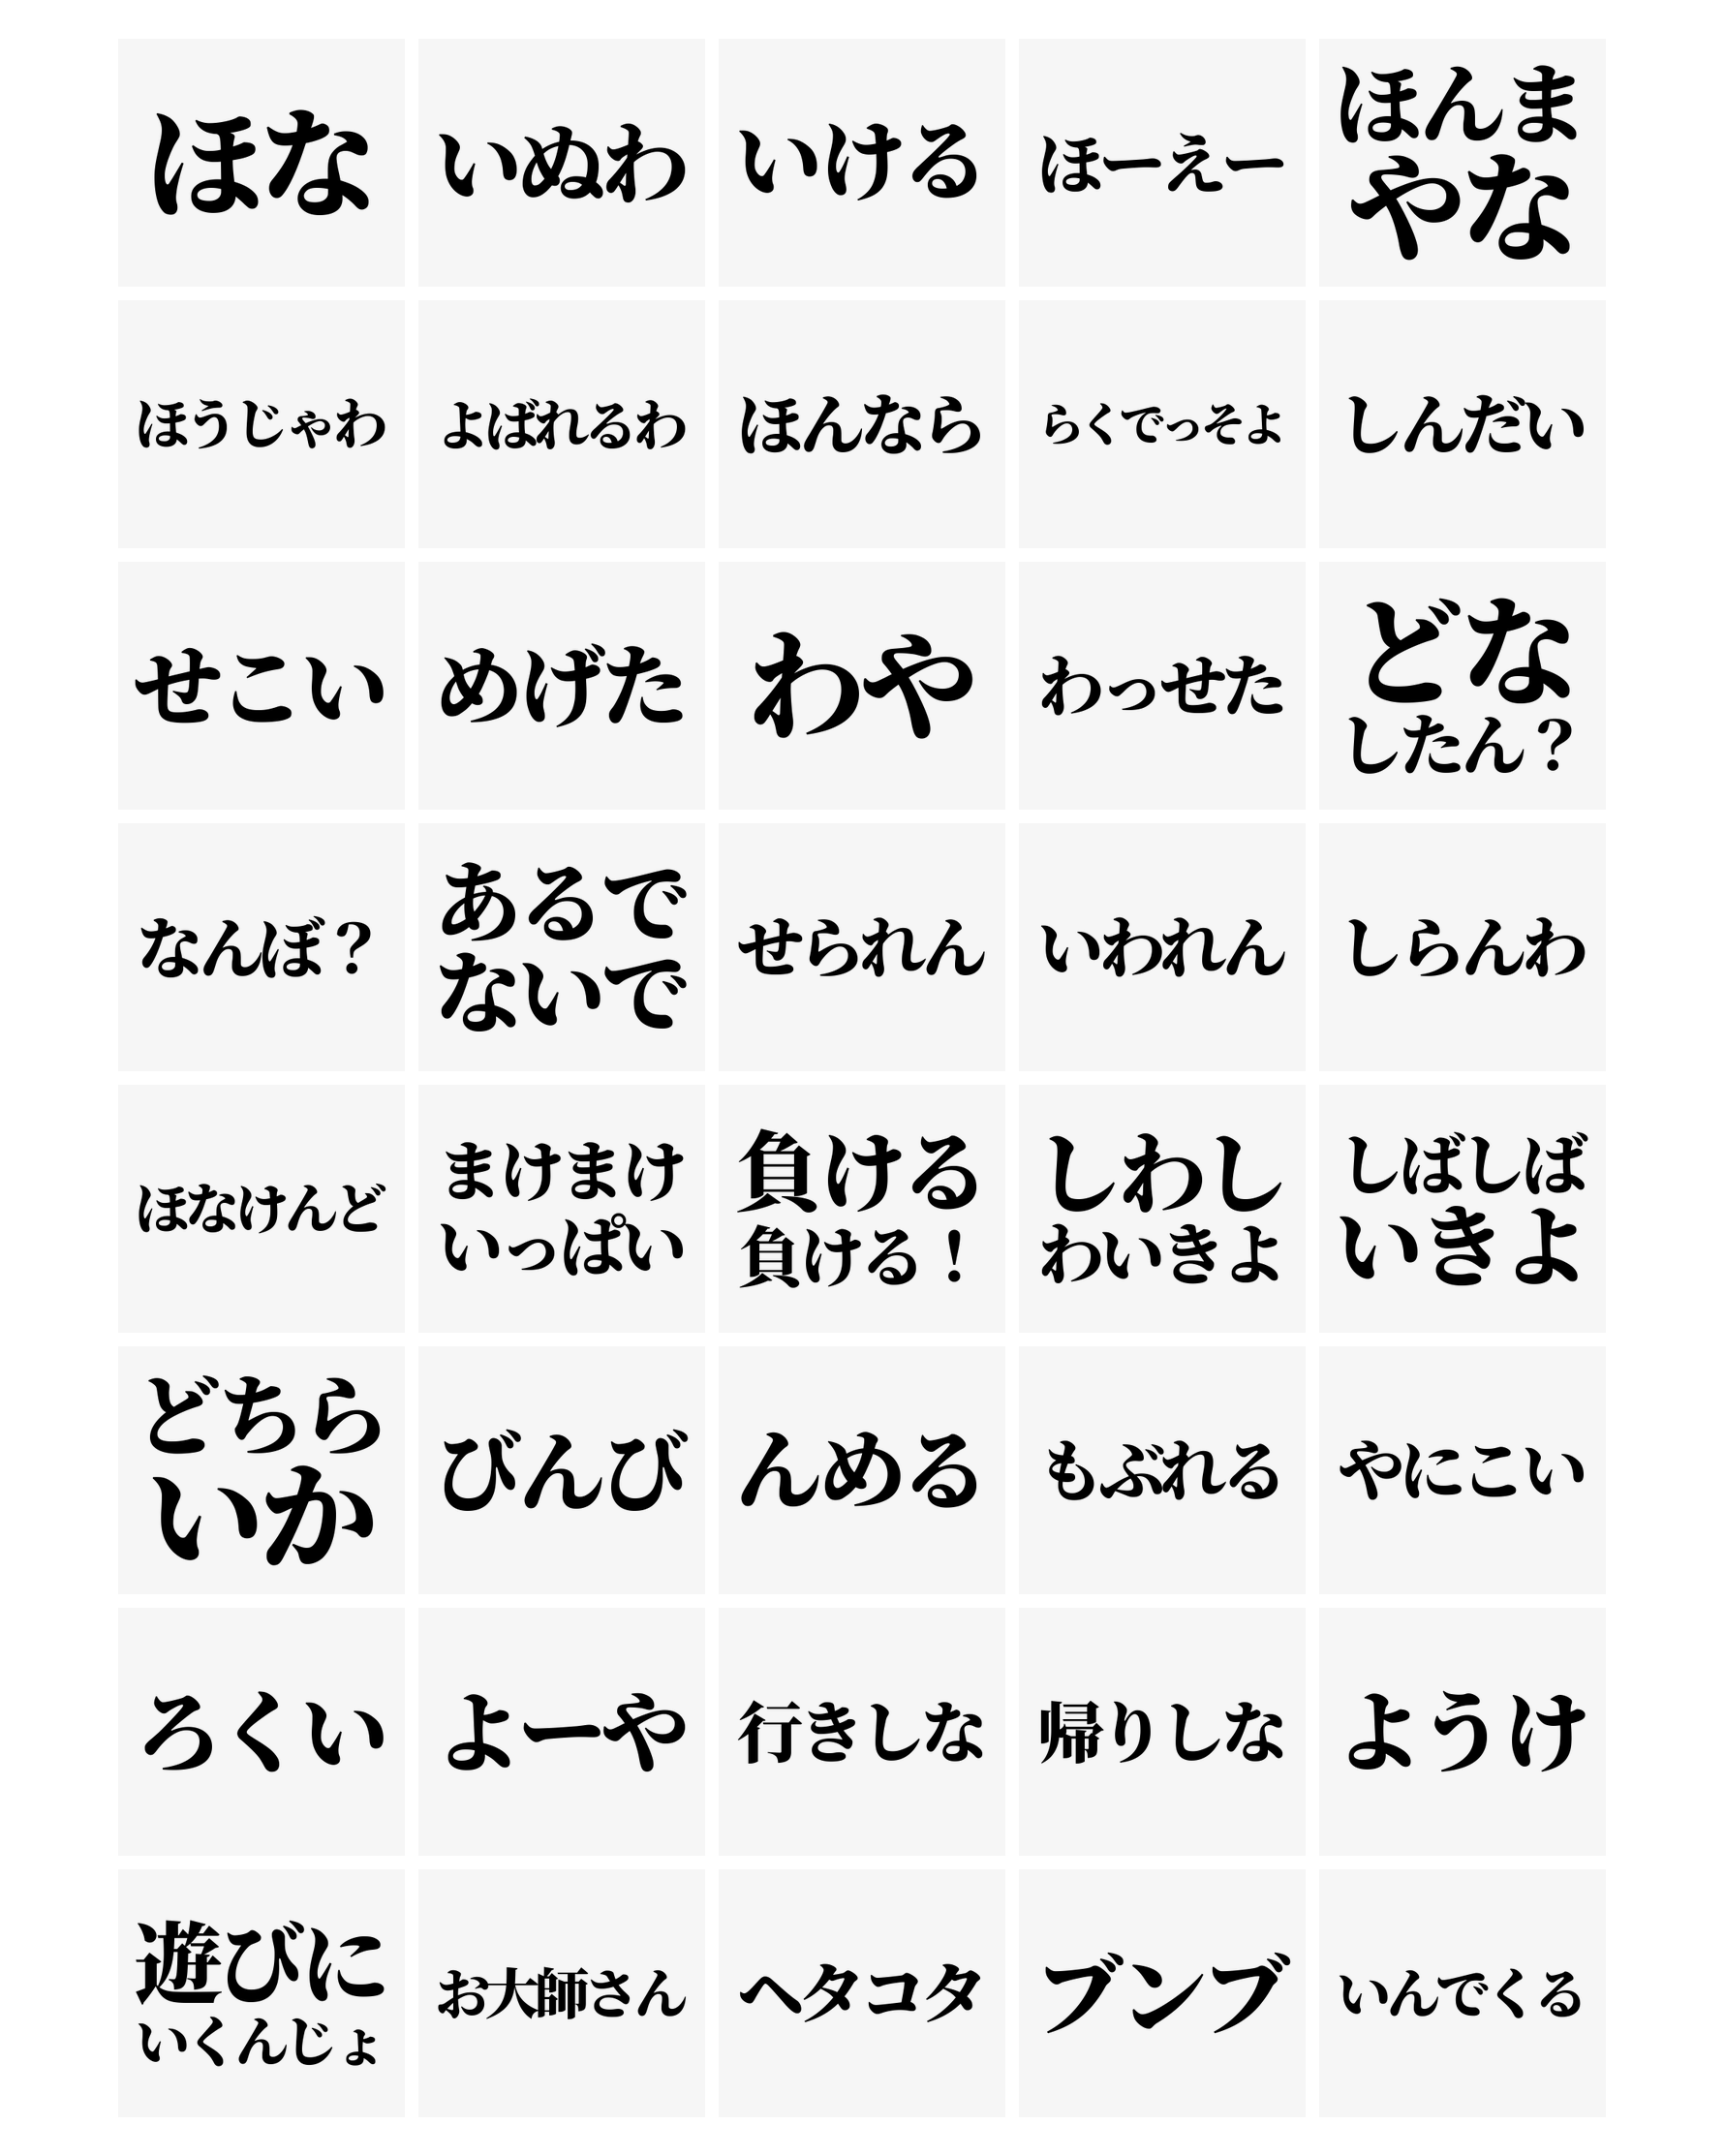 はな
いぬわ
いける
まーえー
ほんま
やな
ほうじゃわ
よばれるわ
ほんなら
らくでっそよ
しんだい
せこい
めげた
わや
わっせた
どな
したん？
なんぼ？
あるで
ないで
せられん
いわれん
しらんわ
ほなけんど
まけまけ
いっぱい
負ける
負ける！
しわし
わいきよ
しばしば
いきよ
どちら
いか
びんび
んめる
もぶれる
やにこい
ろくい
よーや
行きしな
帰りしな
ようけ
遊びに
いくんじょ
お大師さん
ヘタコタ
ブンブ
いんでくる